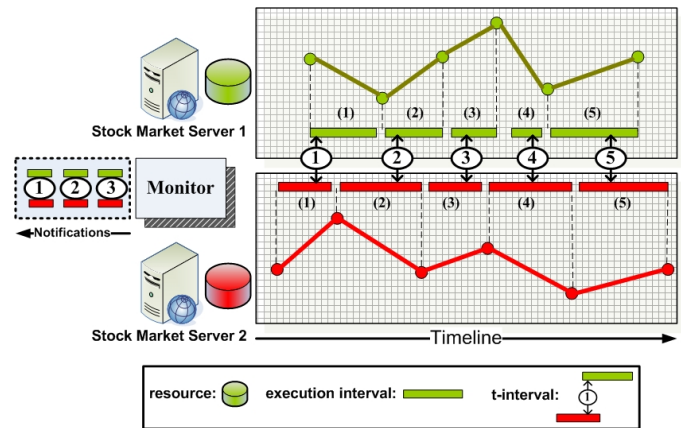 (1) (2) (3) (4) (5)
Stock Market Server 1
1 2 3 4 5
1 2 3
Monitor
(1) (2) (3) (4) (5)
Notifications
Stock Market Server 2
Timeline
resource: execution interval: t-interval: 1